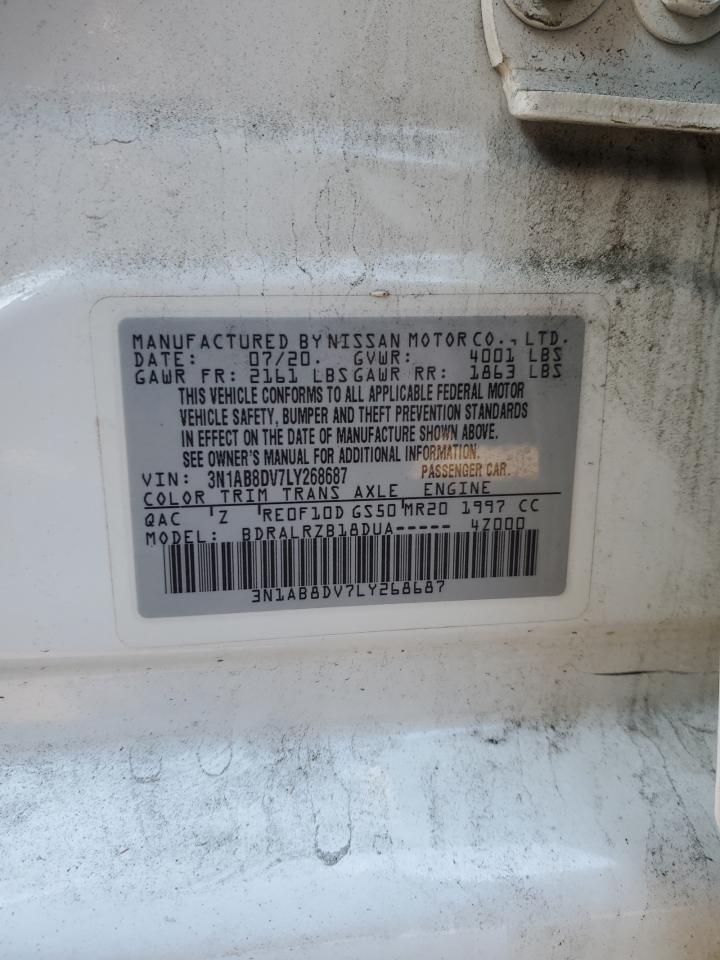 MANUFACTURED BY NISSAN MOTOR CO., LTD.
DATE: 07/20. GVWR: 4001 LBS
GAWR FR: 2161 LBS GAWR RR: 1863 LBS
THIS VEHICLE CONFORMS TO ALL APPLICABLE FEDERAL MOTOR
VEHICLE SAFETY, BUMPER AND THEFT PREVENTION STANDARDS
IN EFFECT ON THE DATE OF MANUFACTURE SHOWN ABOVE.
SEE OWNER'S MANUAL FOR ADDITIONAL INFORMATION.
VIN: 3N1AB8DV7LY268687 PASSENGER CAR.
COLOR TRIM TRANS AXLE ENGINE
QAC Z RE0F10D GS50 MR20 1997 CC
MODEL: BDRALRZB18DUA----- 4Z000
3N1AB8DV7LY268687